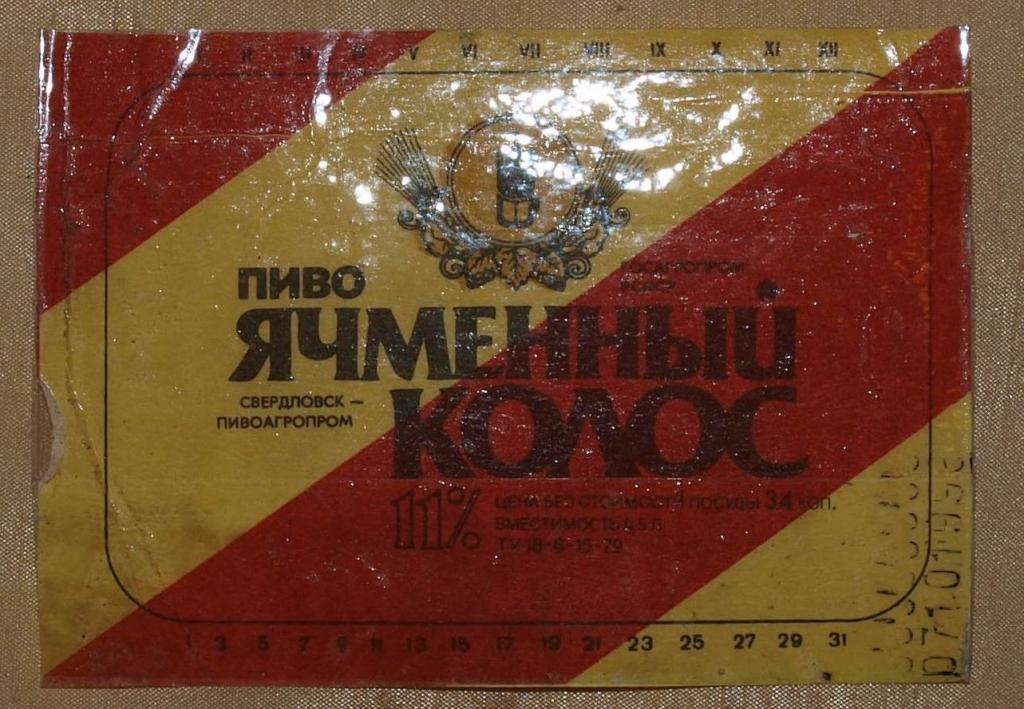 I II III IV V VI VII VIII IX X XI XII
РОСАГРОПРОМ
РСФСР
ПИВО
ЯЧМЕННЫЙ
КОЛОС
СВЕРДЛОВСК —
ПИВОАГРОПРОМ
11%
ЦЕНА БЕЗ СТОИМОСТИ ПОСУДЫ 34 КОП.
ВМЕСТИМОСТЬ 0,5 Л
ТУ 18-6-15-79
1 3 5 7 9 11 13 15 17 19 21 23 25 27 29 31